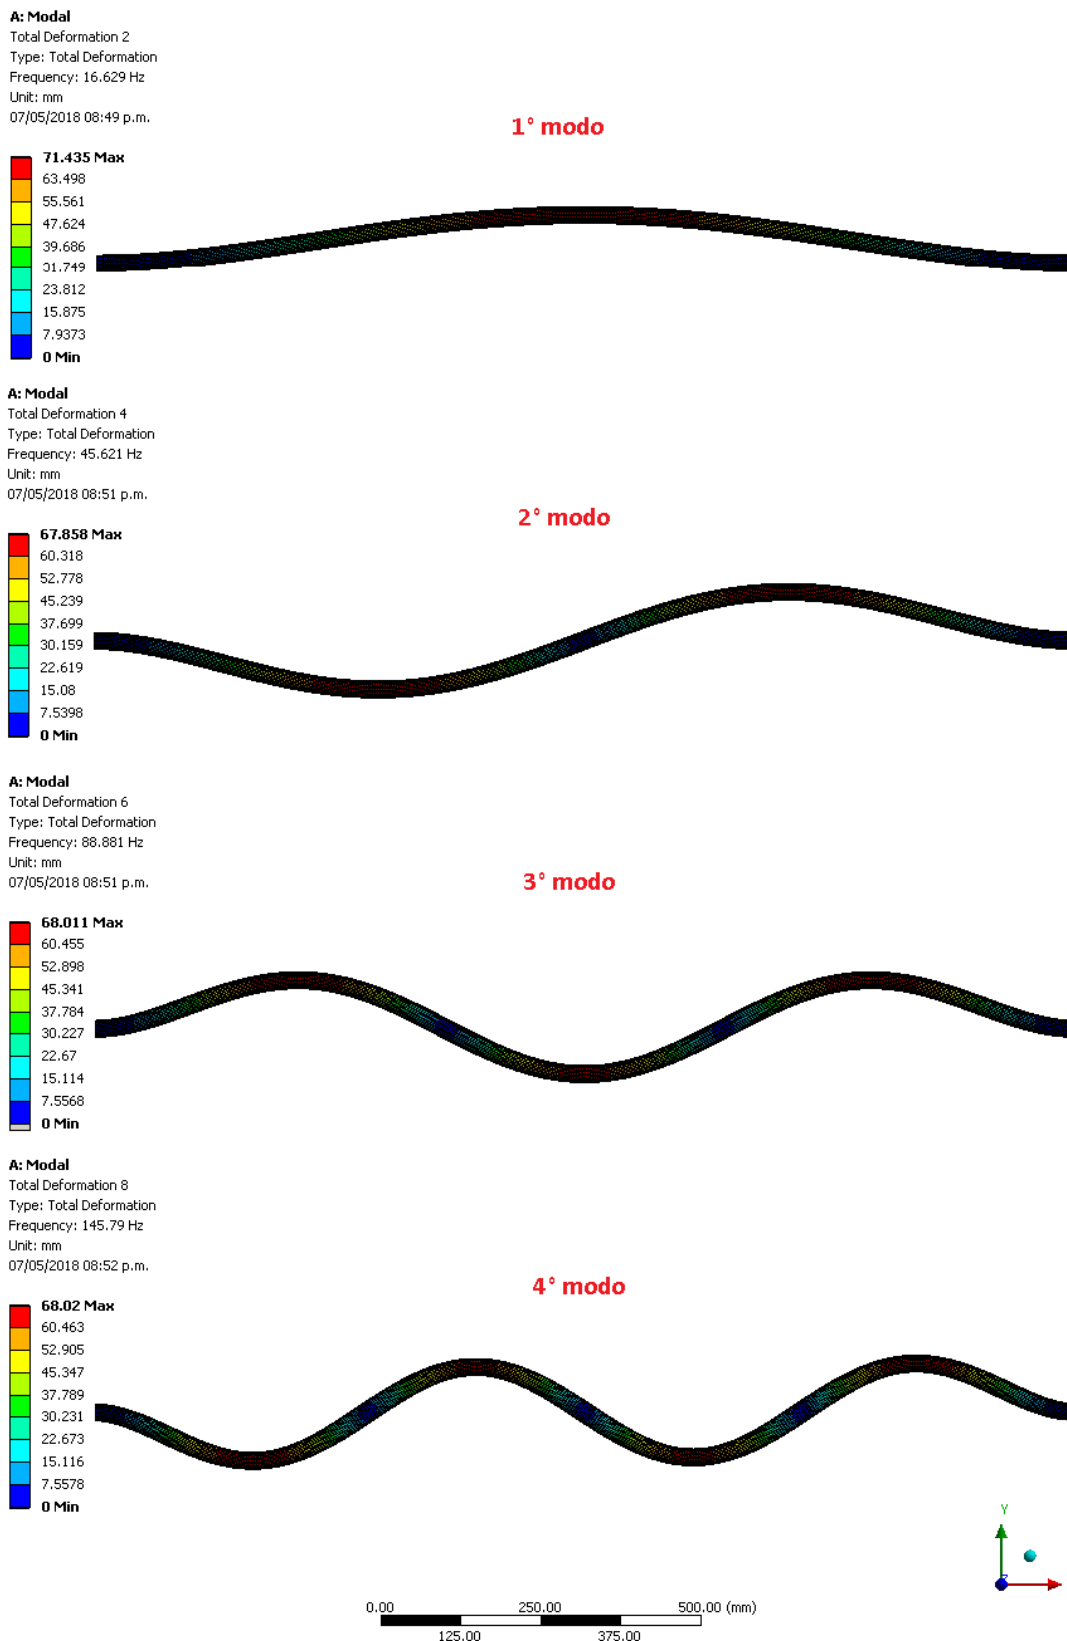 A: Modal
Total Deformation 2
Type: Total Deformation
Frequency: 16.629 Hz
Unit: mm
07/05/2018 08:49 p.m.
1° modo
71.435 Max
63.498
55.561
47.624
39.686
31.749
23.812
15.875
7.9373
0 Min
A: Modal
Total Deformation 4
Type: Total Deformation
Frequency: 45.621 Hz
Unit: mm
07/05/2018 08:51 p.m.
2° modo
67.858 Max
60.318
52.778
45.239
37.699
30.159
22.619
15.08
7.5398
0 Min
A: Modal
Total Deformation 6
Type: Total Deformation
Frequency: 88.881 Hz
Unit: mm
07/05/2018 08:51 p.m.
3° modo
68.011 Max
60.455
52.898
45.341
37.784
30.227
22.67
15.114
7.5568
0 Min
A: Modal
Total Deformation 8
Type: Total Deformation
Frequency: 145.79 Hz
Unit: mm
07/05/2018 08:52 p.m.
4° modo
68.02 Max
60.463
52.905
45.347
37.789
30.231
22.673
15.116
7.5578
0 Min
Y
Z
0.00 250.00 500.00 (mm)
125.00 375.00